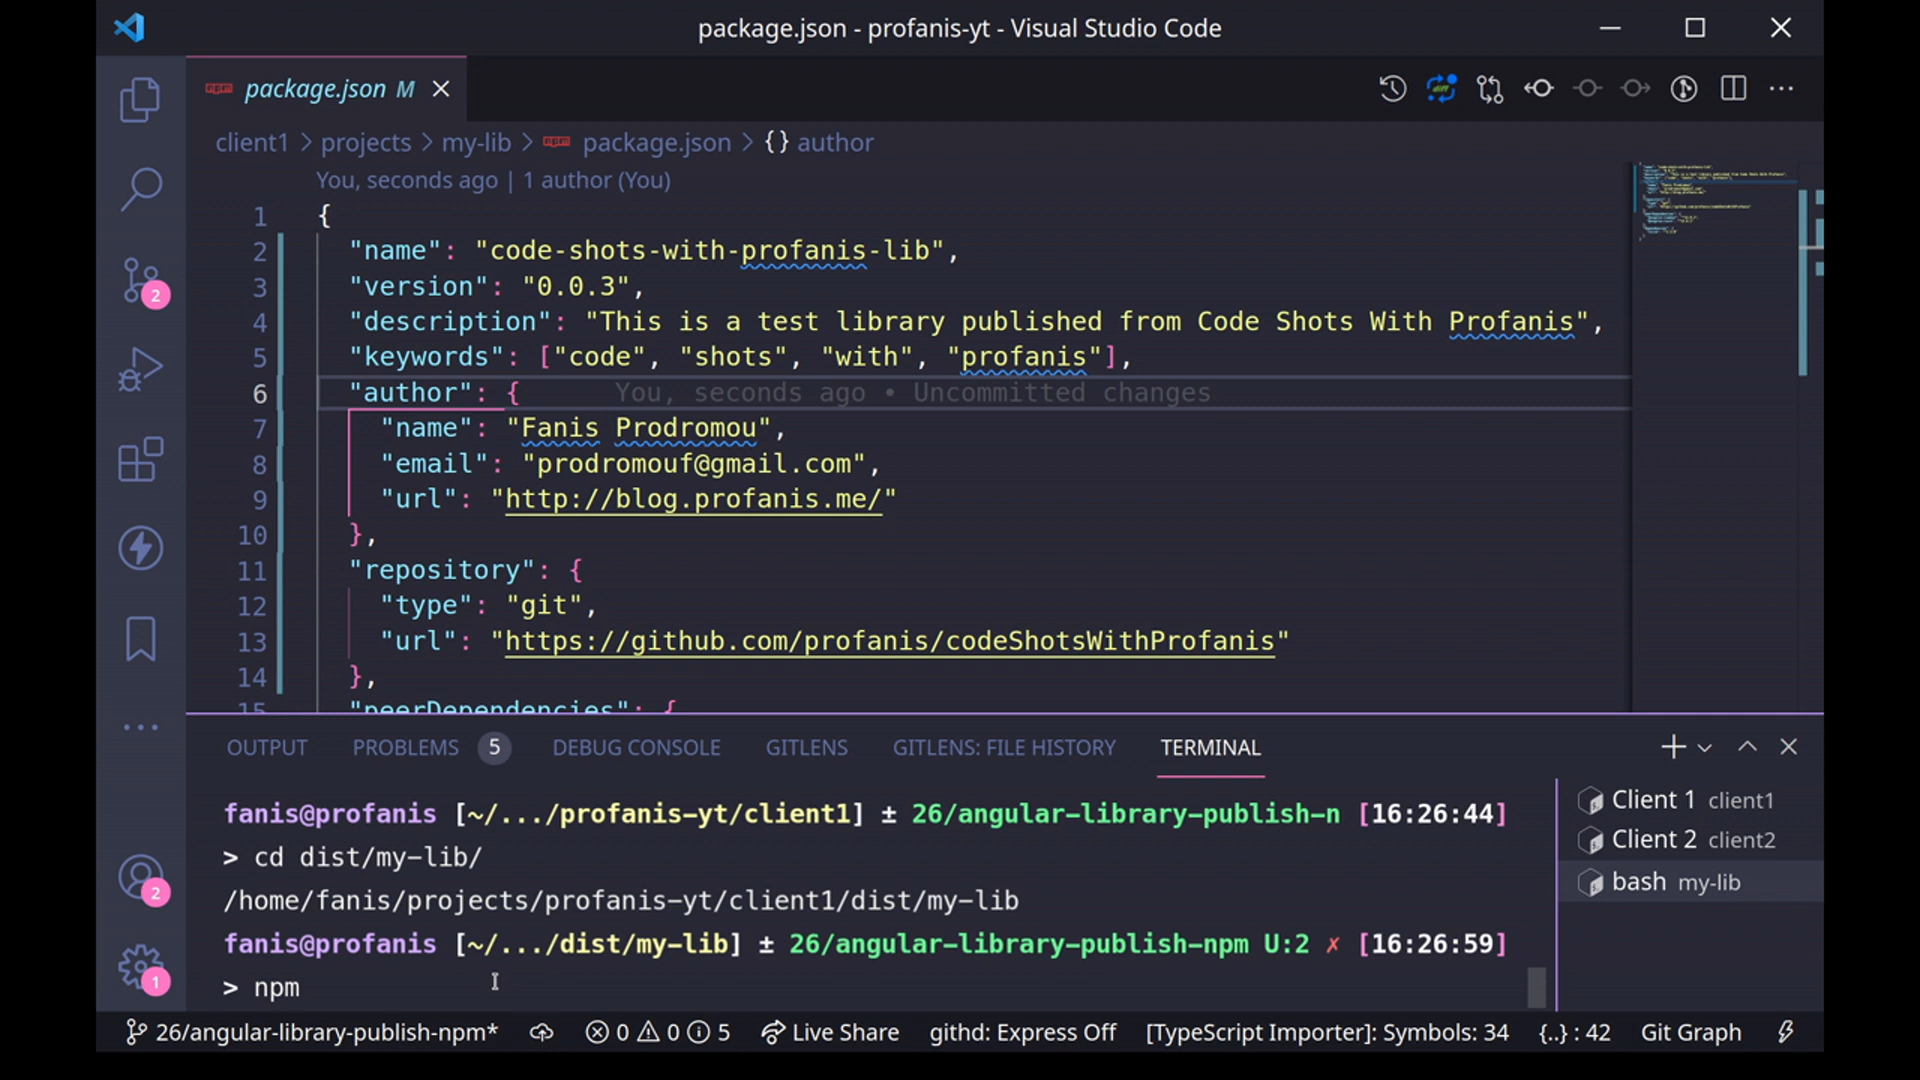 package.json - profanis-yt - Visual Studio Code
npm package.json M
client1 > projects > my-lib > npm package.json > {} author
You, seconds ago | 1 author (You)
1 {
2 "name": "code-shots-with-profanis-lib",
3 "version": "0.0.3",
4 "description": "This is a test library published from Code Shots With Profanis",
5 "keywords": ["code", "shots", "with", "profanis"],
6 "author": { You, seconds ago • Uncommitted changes
7 "name": "Fanis Prodromou",
8 "email": "prodromouf@gmail.com",
9 "url": "http://blog.profanis.me/"
10 },
11 "repository": {
12 "type": "git",
13 "url": "https://github.com/profanis/codeShotsWithProfanis"
14 },
15 "peerDependencies": {
2
2
1
OUTPUT PROBLEMS 5 DEBUG CONSOLE GITLENS GITLENS: FILE HISTORY TERMINAL
fanis@profanis [~/.../profanis-yt/client1] ± 26/angular-library-publish-n [16:26:44]
> cd dist/my-lib/
/home/fanis/projects/profanis-yt/client1/dist/my-lib
fanis@profanis [~/.../dist/my-lib] ± 26/angular-library-publish-npm U:2 ✗ [16:26:59]
> npm
Client 1 client1
Client 2 client2
bash my-lib
26/angular-library-publish-npm* 0 0 5 Live Share githd: Express Off [TypeScript Importer]: Symbols: 34 {..} : 42 Git Graph